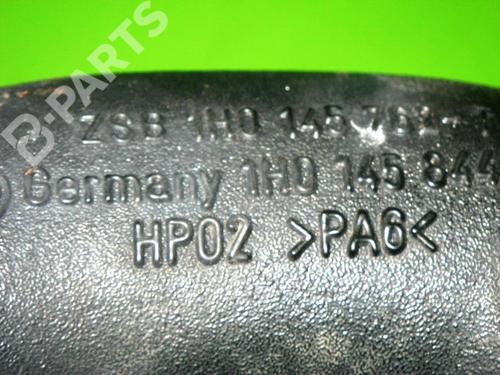 B-PARTS
ZSB 1H0 145 762
Germany 1H0 145 844
HP02 >PA6<